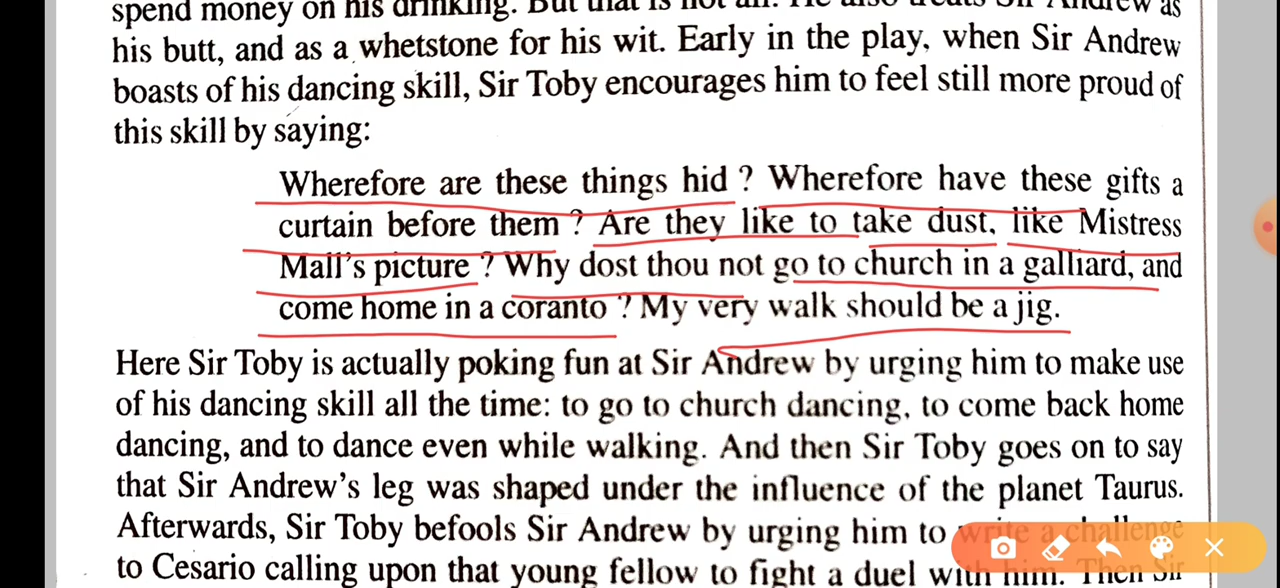 spend money on his drinking. But that is not all. He also treats Sir Andrew as
his butt, and as a whetstone for his wit. Early in the play, when Sir Andrew
boasts of his dancing skill, Sir Toby encourages him to feel still more proud of
this skill by saying:
Wherefore are these things hid ? Wherefore have these gifts a
curtain before them ? Are they like to take dust, like Mistress
Mall's picture ? Why dost thou not go to church in a galliard, and
come home in a coranto ? My very walk should be a jig.
Here Sir Toby is actually poking fun at Sir Andrew by urging him to make use
of his dancing skill all the time: to go to church dancing, to come back home
dancing, and to dance even while walking. And then Sir Toby goes on to say
that Sir Andrew's leg was shaped under the influence of the planet Taurus.
Afterwards, Sir Toby befools Sir Andrew by urging him to write a challenge
to Cesario calling upon that young fellow to fight a duel with him. Then Sir